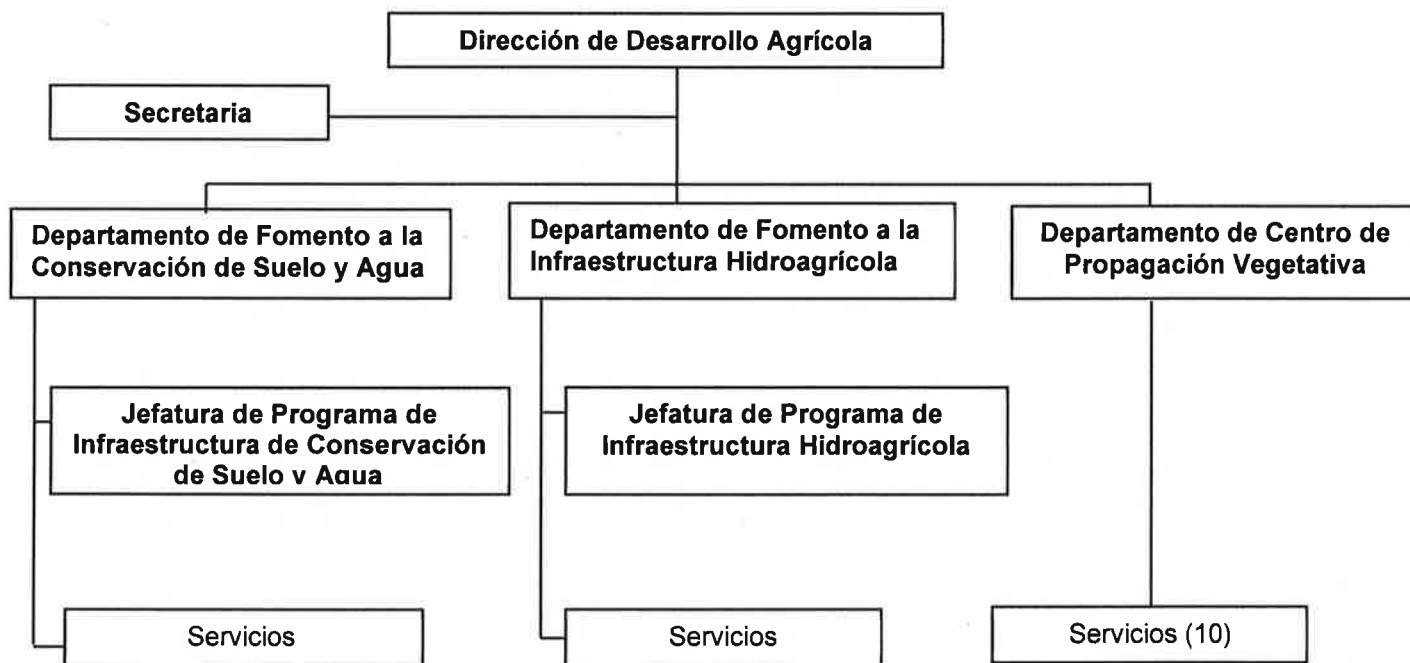 Dirección de Desarrollo Agrícola
Secretaria
Departamento de Fomento a la
Conservación de Suelo y Agua
Departamento de Fomento a la
Infraestructura Hidroagrícola
Departamento de Centro de
Propagación Vegetativa
Jefatura de Programa de
Infraestructura de Conservación
de Suelo y Agua
Jefatura de Programa de
Infraestructura Hidroagrícola
Servicios
Servicios
Servicios (10)